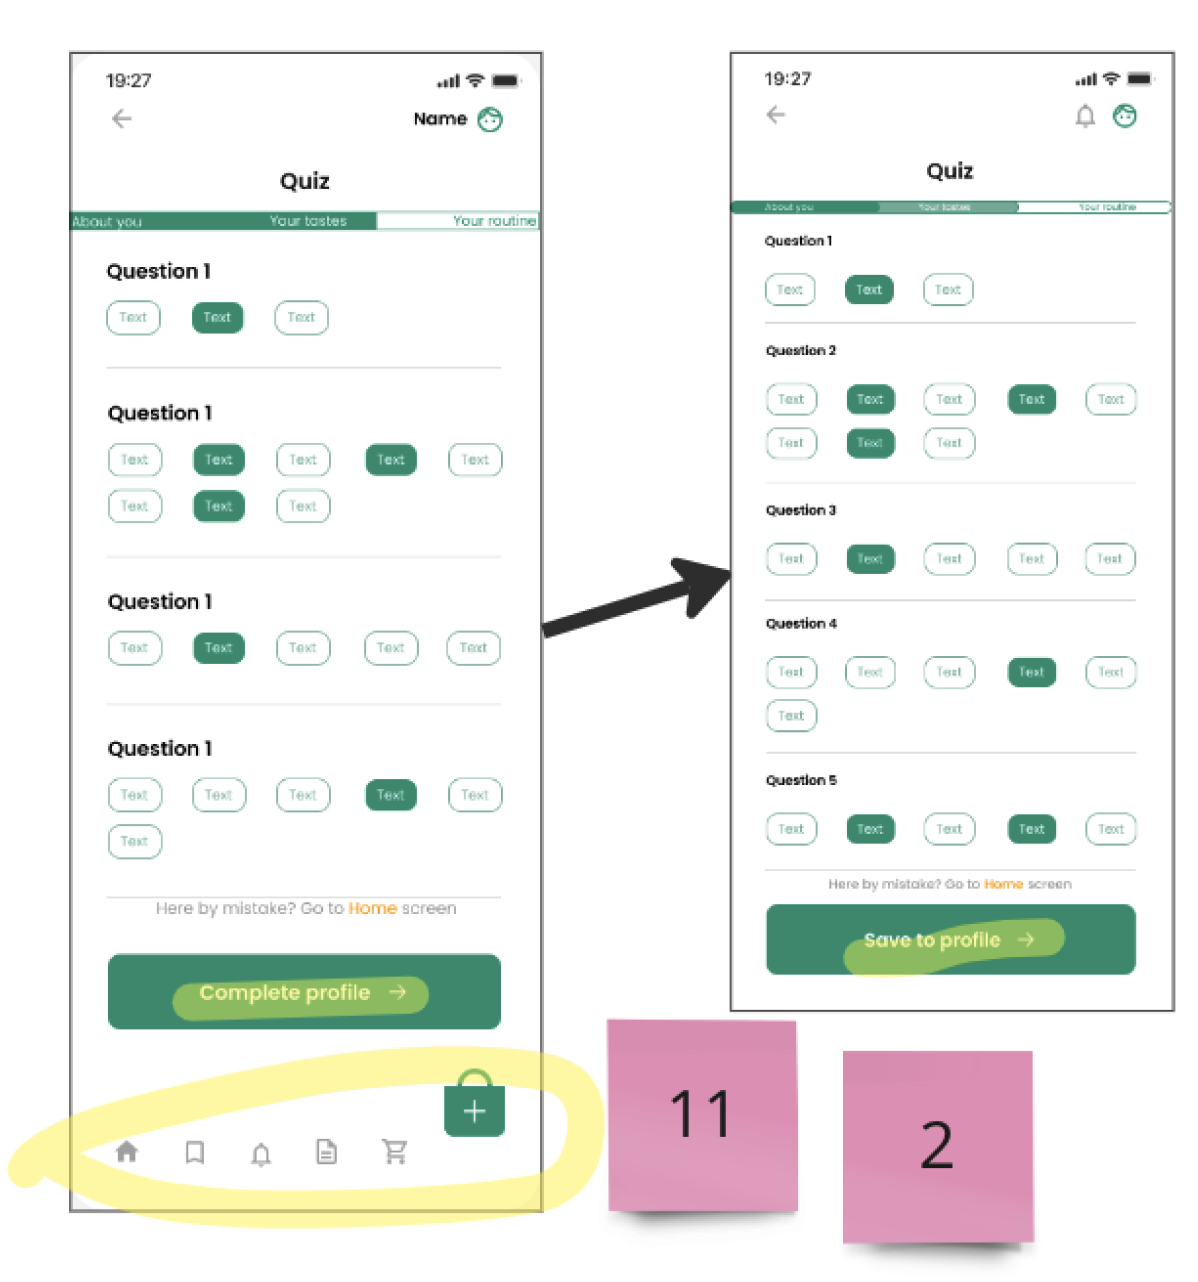 19:27
Name
Quiz
About you
Your tastes
Your routine
Question 1
Text Text Text
Question 1
Text Text Text Text Text
Text Text Text
Question 1
Text Text Text Text Text
Question 1
Text Text Text Text Text
Text
Here by mistake? Go to Home screen
Complete profile →
+
19:27
Quiz
About you
Your tastes
Your routine
Question 1
Text Text Text
Question 2
Text Text Text Text Text
Text Text Text
Question 3
Text Text Text Text Text
Question 4
Text Text Text Text Text
Text
Question 5
Text Text Text Text Text
Here by mistake? Go to Home screen
Save to profile →
11
2